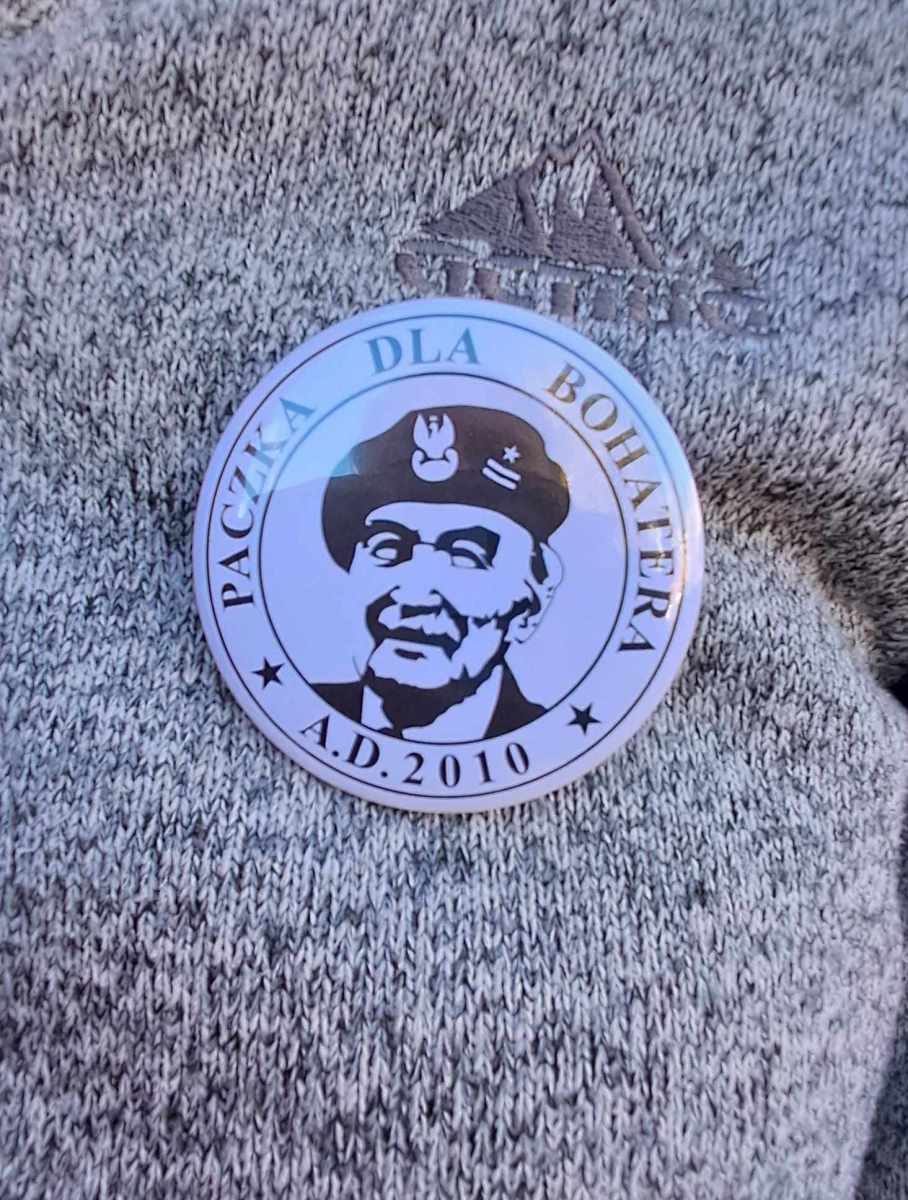 PACZKA DLA BOHATERA
A.D. 2010